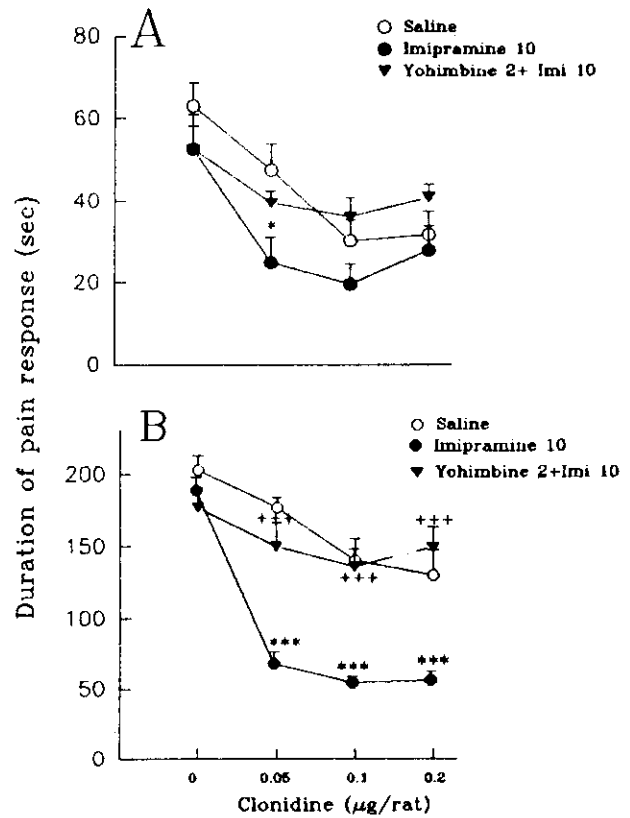 A
Saline
Imipramine 10
Yohimbine 2+ Imi 10
80
60
40
20
0
*
Duration of pain response (sec)
B
Saline
Imipramine 10
Yohimbine 2+Imi 10
200
150
100
50
0
+++
+++
+++
***
***
***
0
0.05
0.1
0.2
Clonidine (μg/rat)